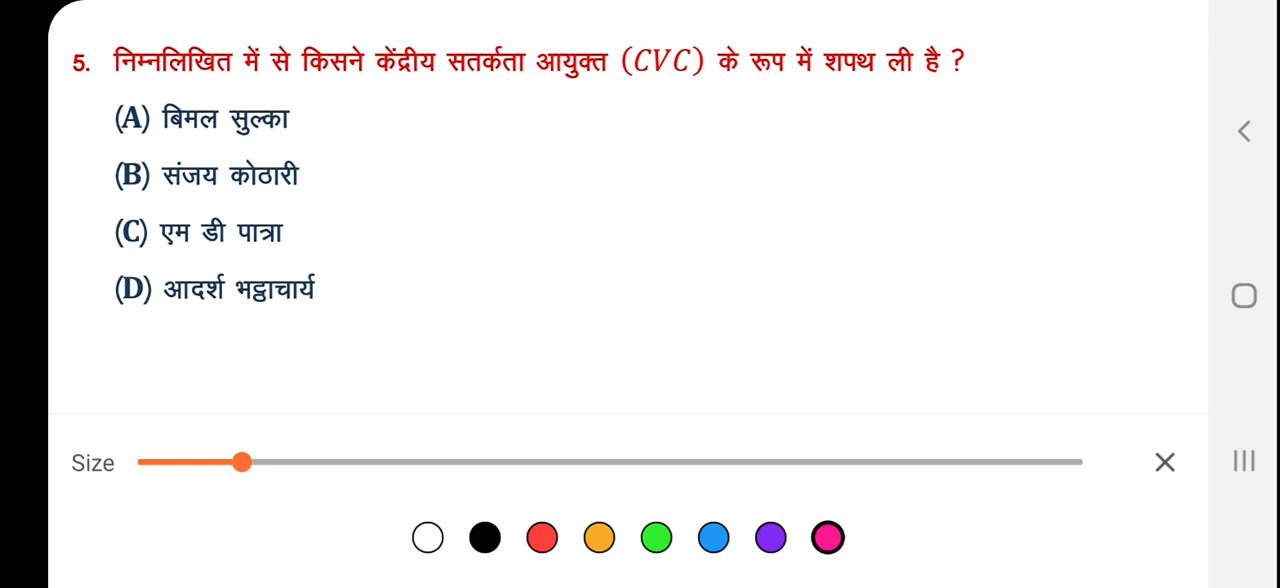 5. निम्नलिखित में से किसने केंद्रीय सतर्कता आयुक्त (CVC) के रूप में शपथ ली है ?
(A) बिमल सुल्का
(B) संजय कोठारी
(C) एम डी पात्रा
(D) आदर्श भट्ठाचार्य
Size